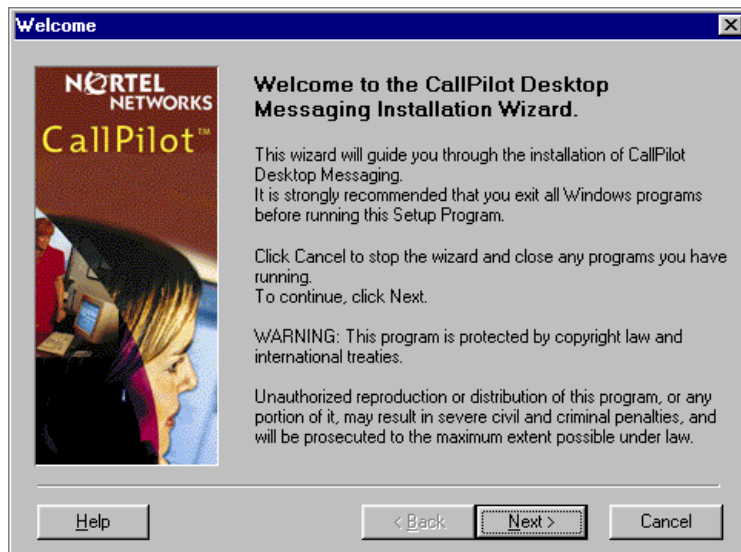 Welcome
NORTEL
NETWORKS
CallPilot™
Welcome to the CallPilot Desktop
Messaging Installation Wizard.
This wizard will guide you through the installation of CallPilot
Desktop Messaging.
It is strongly recommended that you exit all Windows programs
before running this Setup Program.
Click Cancel to stop the wizard and close any programs you have
running.
To continue, click Next.
WARNING: This program is protected by copyright law and
international treaties.
Unauthorized reproduction or distribution of this program, or any
portion of it, may result in severe civil and criminal penalties, and
will be prosecuted to the maximum extent possible under law.
Help
< Back
Next >
Cancel